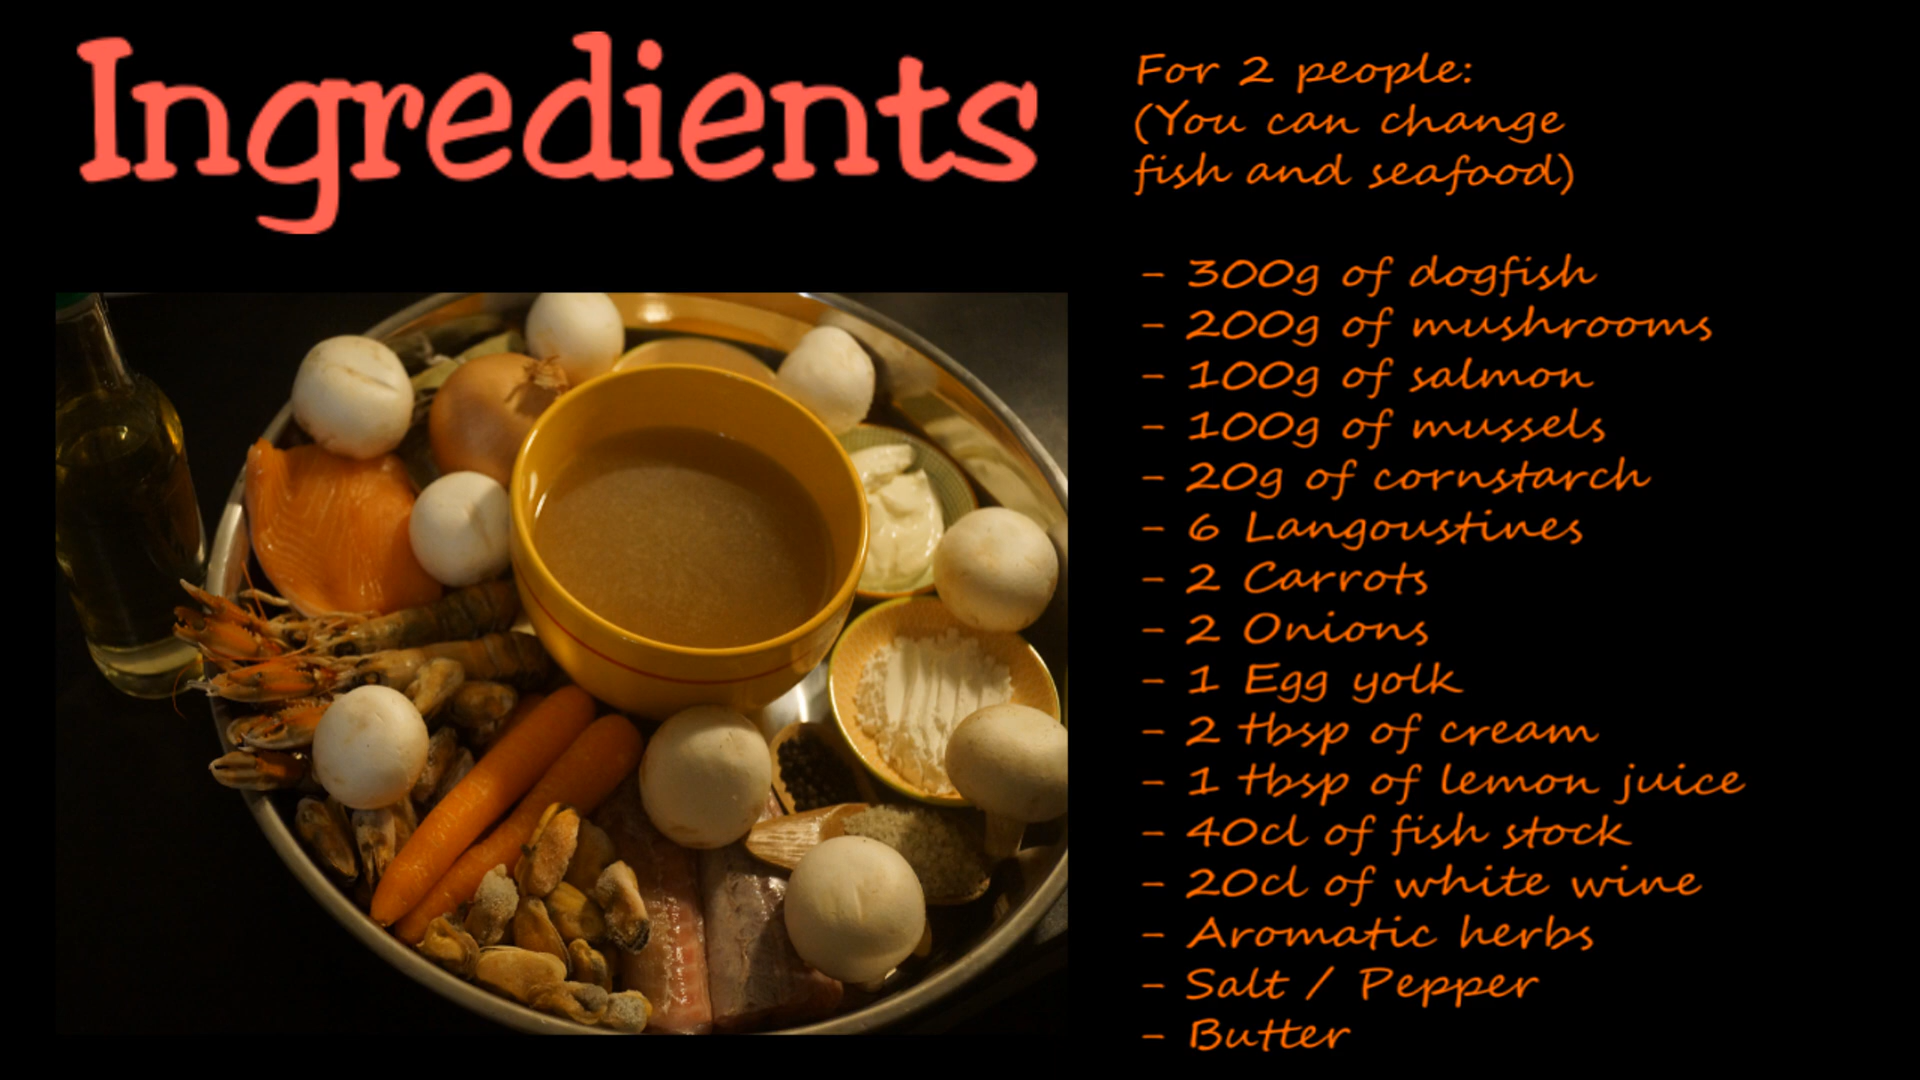 Ingredients
For 2 people:
(You can change
fish and seafood)
- 300g of dogfish
- 200g of mushrooms
- 100g of salmon
- 100g of mussels
- 20g of cornstarch
- 6 Langoustines
- 2 Carrots
- 2 Onions
- 1 Egg yolk
- 2 tbsp of cream
- 1 tbsp of lemon juice
- 40cl of fish stock
- 20cl of white wine
- Aromatic herbs
- Salt / Pepper
- Butter